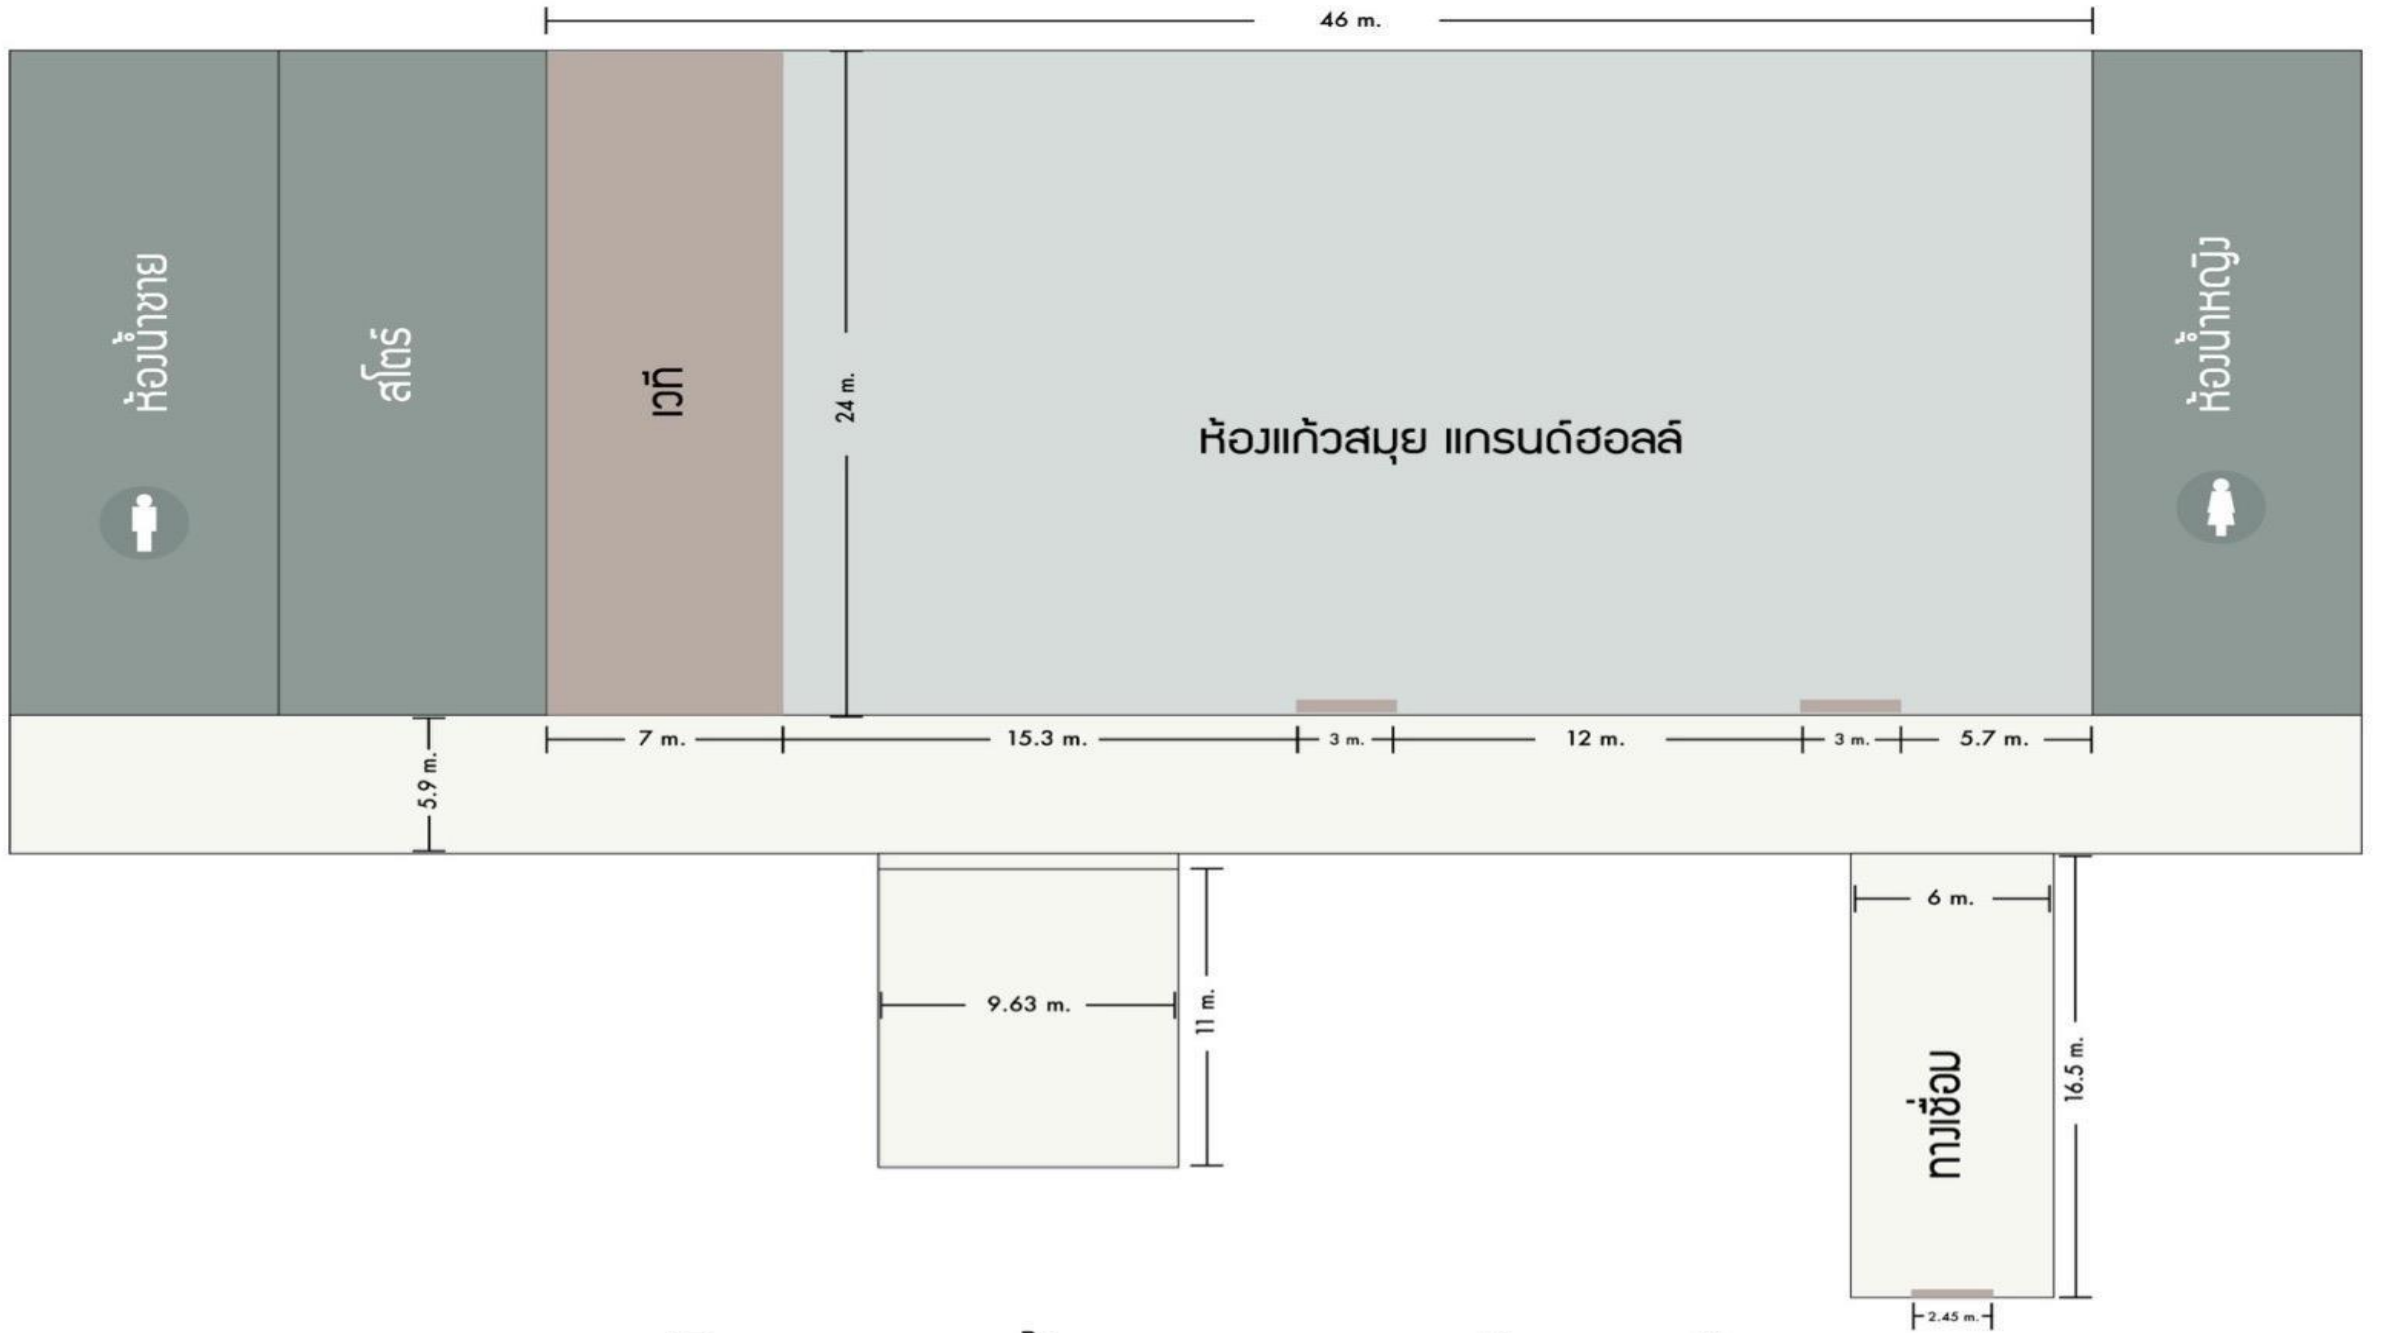 46 m.
ห้องน้ำชาย
สโตร์
เวที
24 m.
ห้องแก้วสมุย แกรนด์ฮอลล์
ห้องน้ำหญิง
5.9 m.
7 m.
15.3 m.
3 m.
12 m.
3 m.
5.7 m.
9.63 m.
11 m.
6 m.
ทางเชื่อม
16.5 m.
2.45 m.